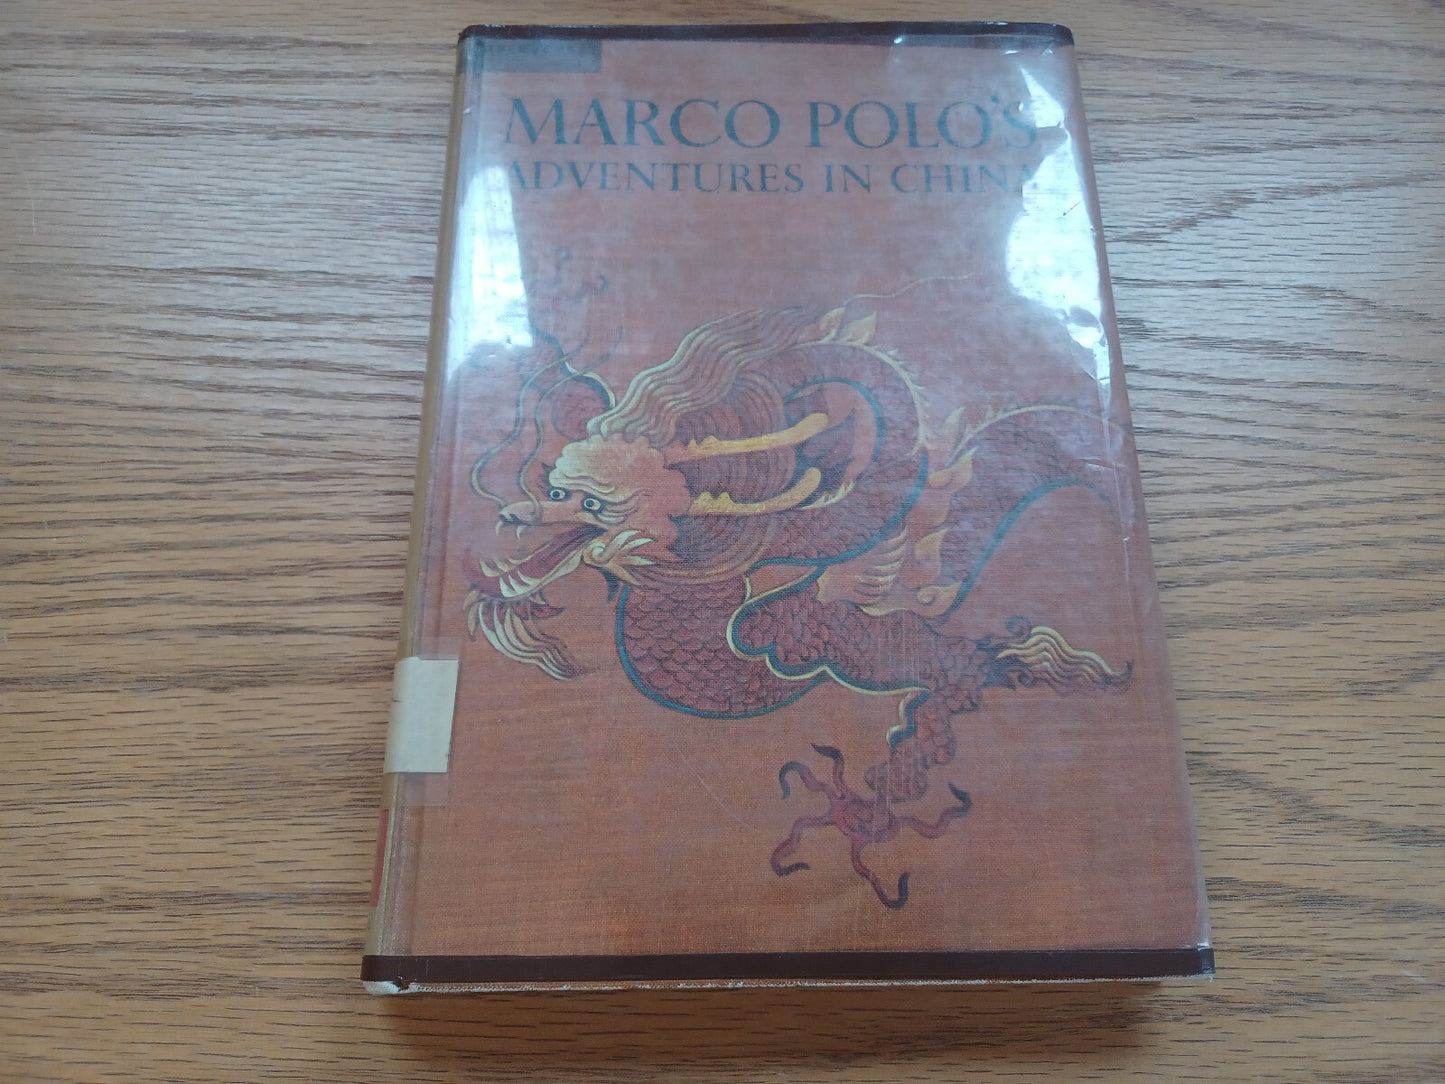 MARCO POLO'S
ADVENTURES IN CHINA